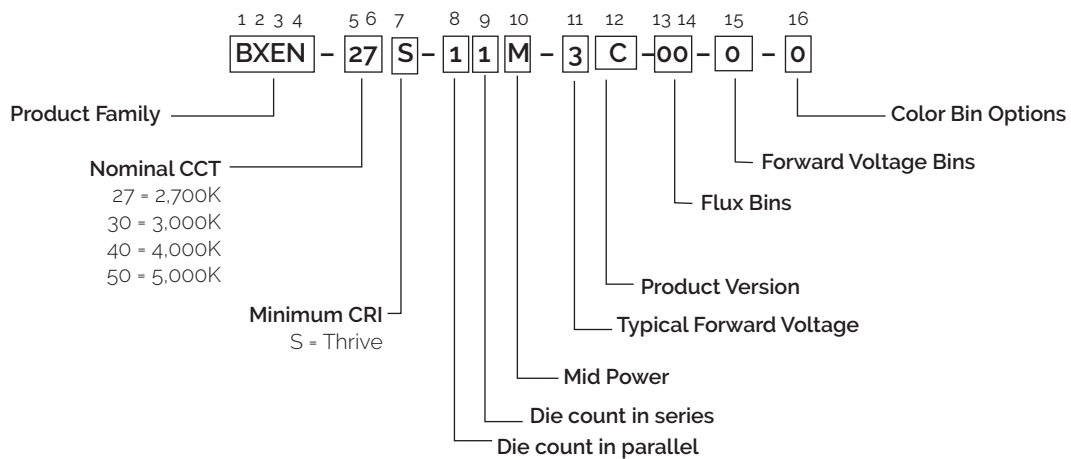 1 2 3 4 5 6 7 8 9 10 11 12 13 14 15 16
BXEN - 27 S - 1 1 M - 3 C - 00 - 0 - 0
Product Family
Color Bin Options
Nominal CCT
27 = 2,700K
30 = 3,000K
40 = 4,000K
50 = 5,000K
Forward Voltage Bins
Flux Bins
Product Version
Minimum CRI
S = Thrive
Typical Forward Voltage
Mid Power
Die count in series
Die count in parallel